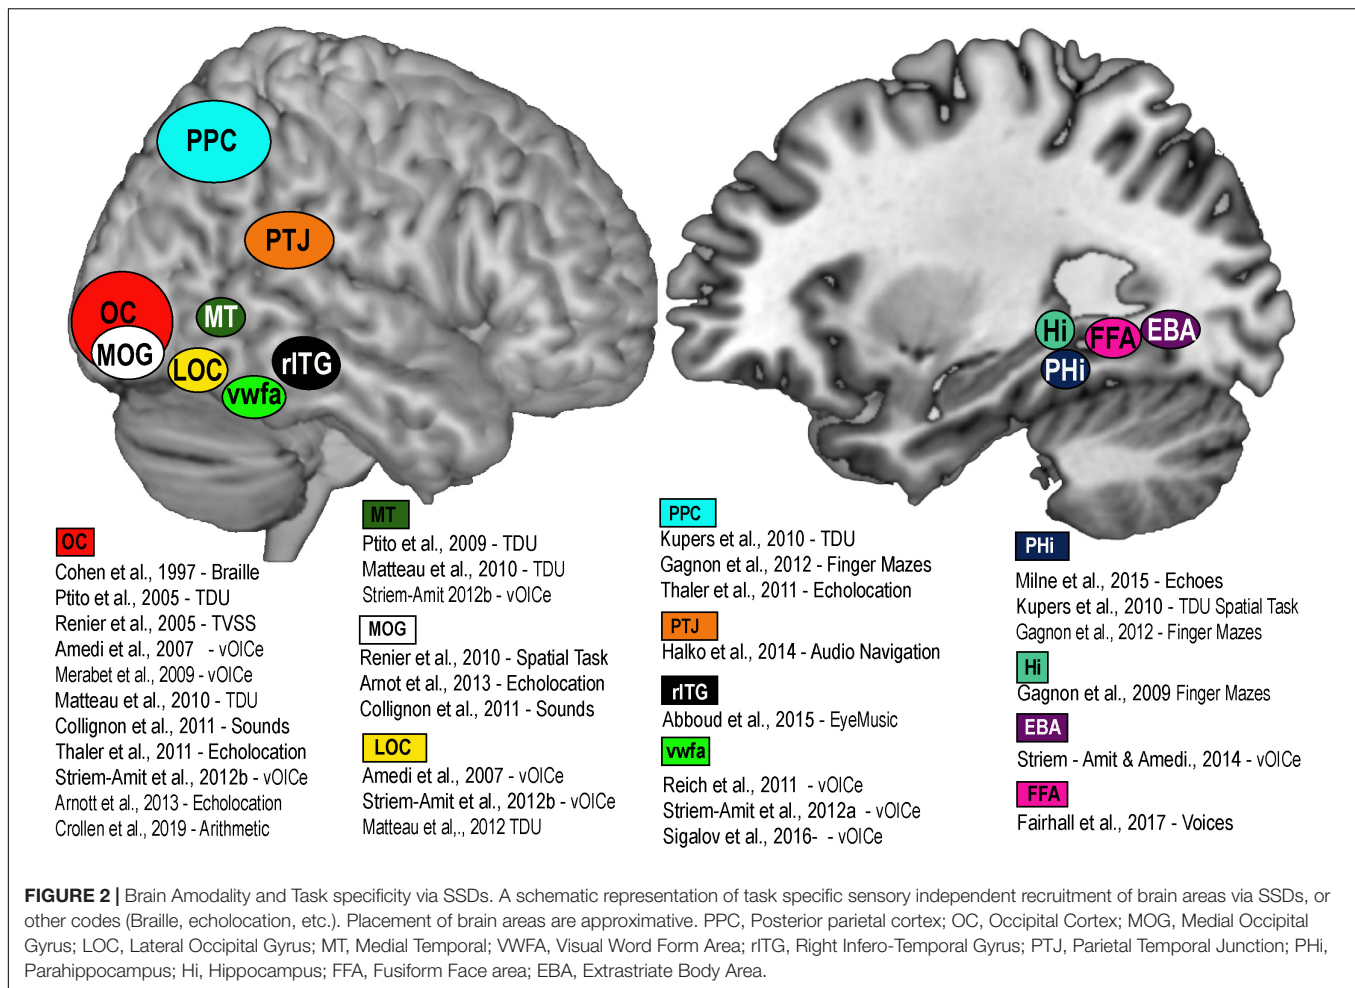 PPC
PTJ
OC
MT
MOG
LOC
rITG
vwfa
Hi
FFA
EBA
PHi
OC
Cohen et al., 1997 - Braille
Ptito et al., 2005 - TDU
Renier et al., 2005 - TVSS
Amedi et al., 2007 - vOICe
Merabet et al., 2009 - vOICe
Matteau et al., 2010 - TDU
Collignon et al., 2011 - Sounds
Thaler et al., 2011 - Echolocation
Striem-Amit et al., 2012b - vOICe
Arnott et al., 2013 - Echolocation
Crollen et al., 2019 - Arithmetic
MT
Ptito et al., 2009 - TDU
Matteau et al., 2010 - TDU
Striem-Amit 2012b - vOICe
MOG
Renier et al., 2010 - Spatial Task
Arnot et al., 2013 - Echolocation
Collignon et al., 2011 - Sounds
LOC
Amedi et al., 2007 - vOICe
Striem-Amit et al., 2012b - vOICe
Matteau et al,., 2012 TDU
PPC
Kupers et al., 2010 - TDU
Gagnon et al., 2012 - Finger Mazes
Thaler et al., 2011 - Echolocation
PTJ
Halko et al., 2014 - Audio Navigation
rITG
Abboud et al., 2015 - EyeMusic
vwfa
Reich et al., 2011 - vOICe
Striem-Amit et al., 2012a - vOICe
Sigalov et al., 2016- - vOICe
PHi
Milne et al., 2015 - Echoes
Kupers et al., 2010 - TDU Spatial Task
Gagnon et al., 2012 - Finger Mazes
Hi
Gagnon et al., 2009 Finger Mazes
EBA
Striem - Amit & Amedi., 2014 - vOICe
FFA
Fairhall et al., 2017 - Voices
FIGURE 2 | Brain Amodality and Task specificity via SSDs. A schematic representation of task specific sensory independent recruitment of brain areas via SSDs, or
other codes (Braille, echolocation, etc.). Placement of brain areas are approximative. PPC, Posterior parietal cortex; OC, Occipital Cortex; MOG, Medial Occipital
Gyrus; LOC, Lateral Occipital Gyrus; MT, Medial Temporal; VWFA, Visual Word Form Area; rITG, Right Infero-Temporal Gyrus; PTJ, Parietal Temporal Junction; PHi,
Parahippocampus; Hi, Hippocampus; FFA, Fusiform Face area; EBA, Extrastriate Body Area.